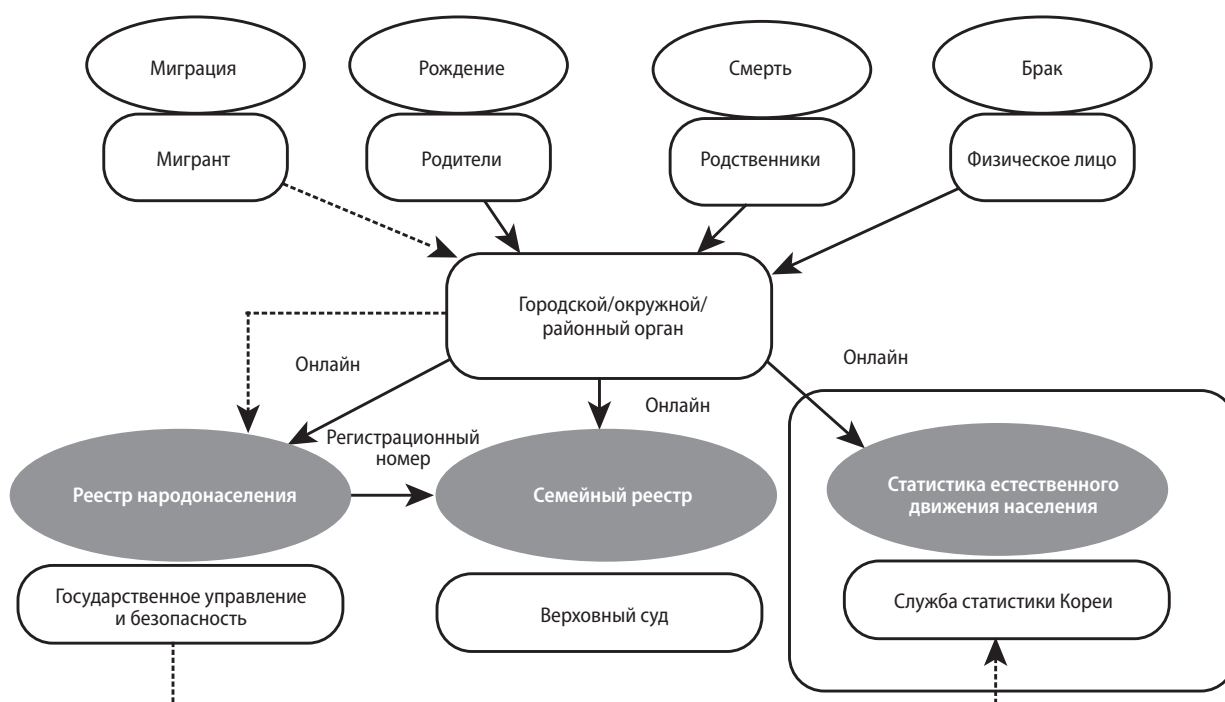 Миграция
Рождение
Смерть
Брак
Мигрант
Родители
Родственники
Физическое лицо
Городской/окружной/
районный орган
Онлайн
Онлайн
Онлайн
Регистрационный
номер
Реестр народонаселения
Семейный реестр
Статистика естественного
движения населения
Государственное управление
и безопасность
Верховный суд
Служба статистики Кореи